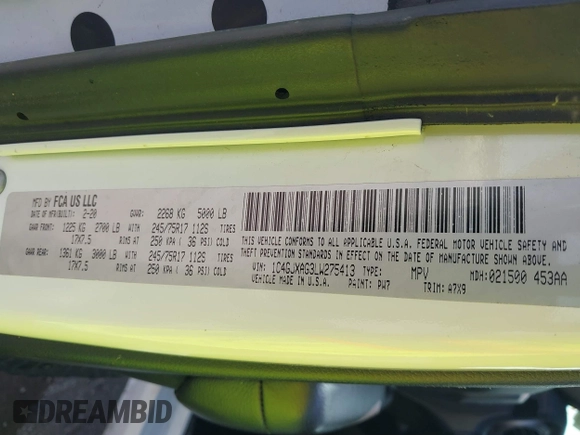 MFD BY FCA US LLC
DATE OF MFR(BUILT): 2-20 GVWR: 2268 KG 5000 LB
GAWR FRONT: 1225 KG 2700 LB 245/75R17 112S TIRES
17X7.5 RIMS AT 250 KPA ( 36 PSI) COLD
GAWR REAR: 1361 KG 3000 LB 245/75R17 112S TIRES
17X7.5 RIMS AT 250 KPA ( 36 PSI) COLD
THIS VEHICLE CONFORMS TO ALL APPLICABLE U.S.A. FEDERAL MOTOR VEHICLE SAFETY AND
THEFT PREVENTION STANDARDS IN EFFECT ON THE DATE OF MANUFACTURE SHOWN ABOVE.
VIN: 1C4GJXAG3LW275413 TYPE: MPV MDH:021500 453AA
VEHICLE MADE IN U.S.A. PAINT: PW7 TRIM: A7X9
DREAMBID